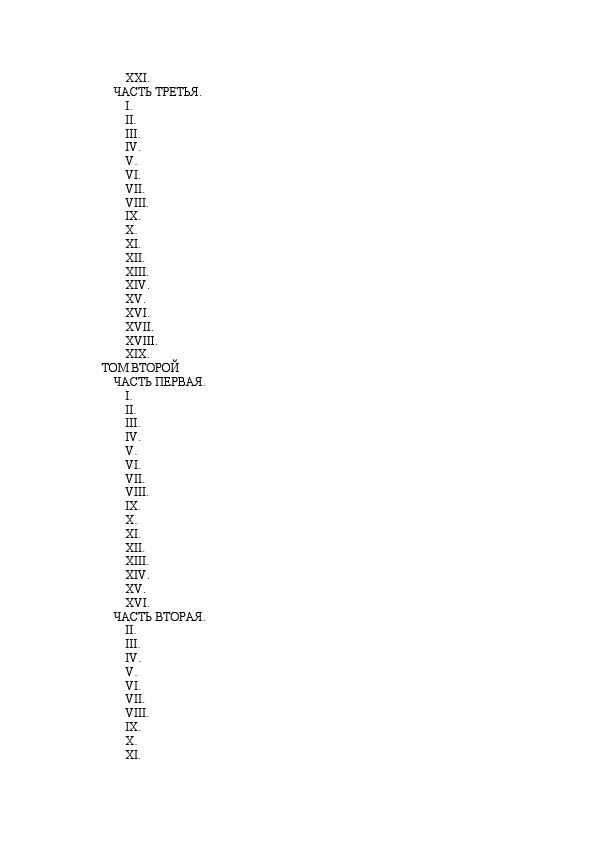 XXI.
ЧАСТЬ ТРЕТЬЯ.
I.
II.
III.
IV.
V.
VI.
VII.
VIII.
IX.
X.
XI.
XII.
XIII.
XIV.
XV.
XVI.
XVII.
XVIII.
XIX.
ТОМ ВТОРОЙ
ЧАСТЬ ПЕРВАЯ.
I.
II.
III.
IV.
V.
VI.
VII.
VIII.
IX.
X.
XI.
XII.
XIII.
XIV.
XV.
XVI.
ЧАСТЬ ВТОРАЯ.
II.
III.
IV.
V.
VI.
VII.
VIII.
IX.
X.
XI.